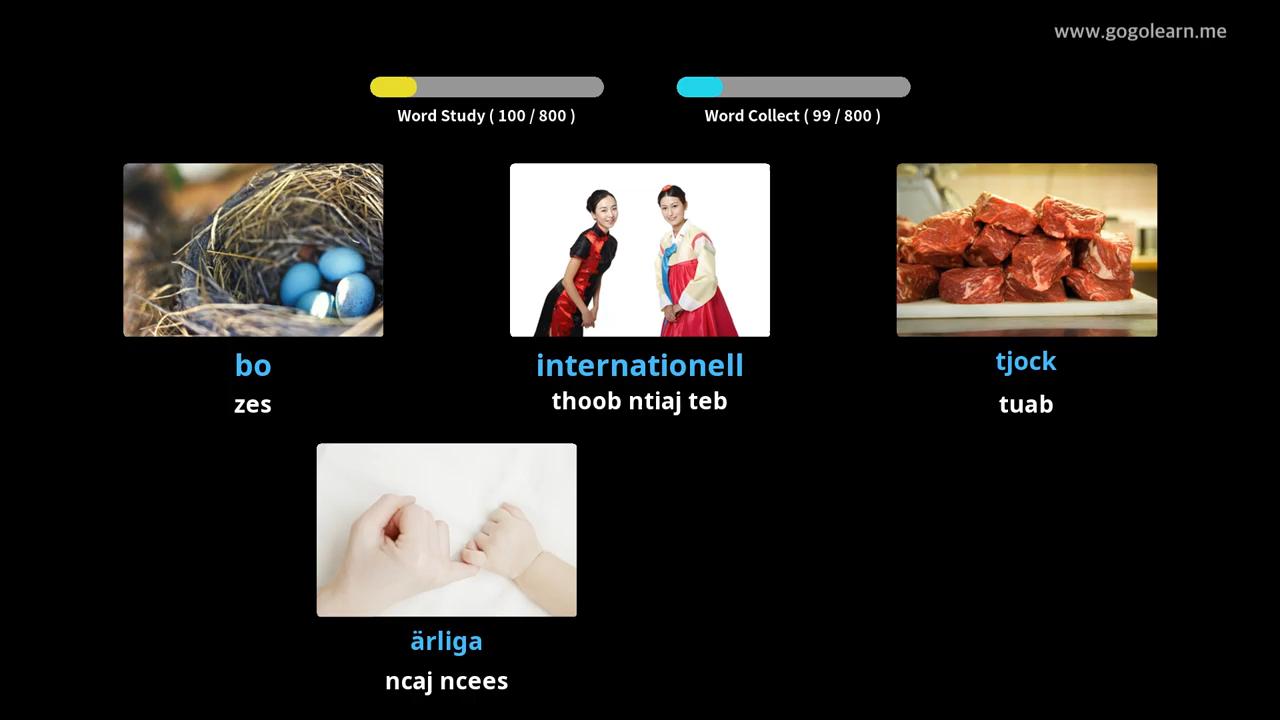 www.gogolearn.me
Word Study ( 100 / 800 )
Word Collect ( 99 / 800 )
bo
zes
internationell
thoob ntiaj teb
tjock
tuab
ärliga
ncaj ncees